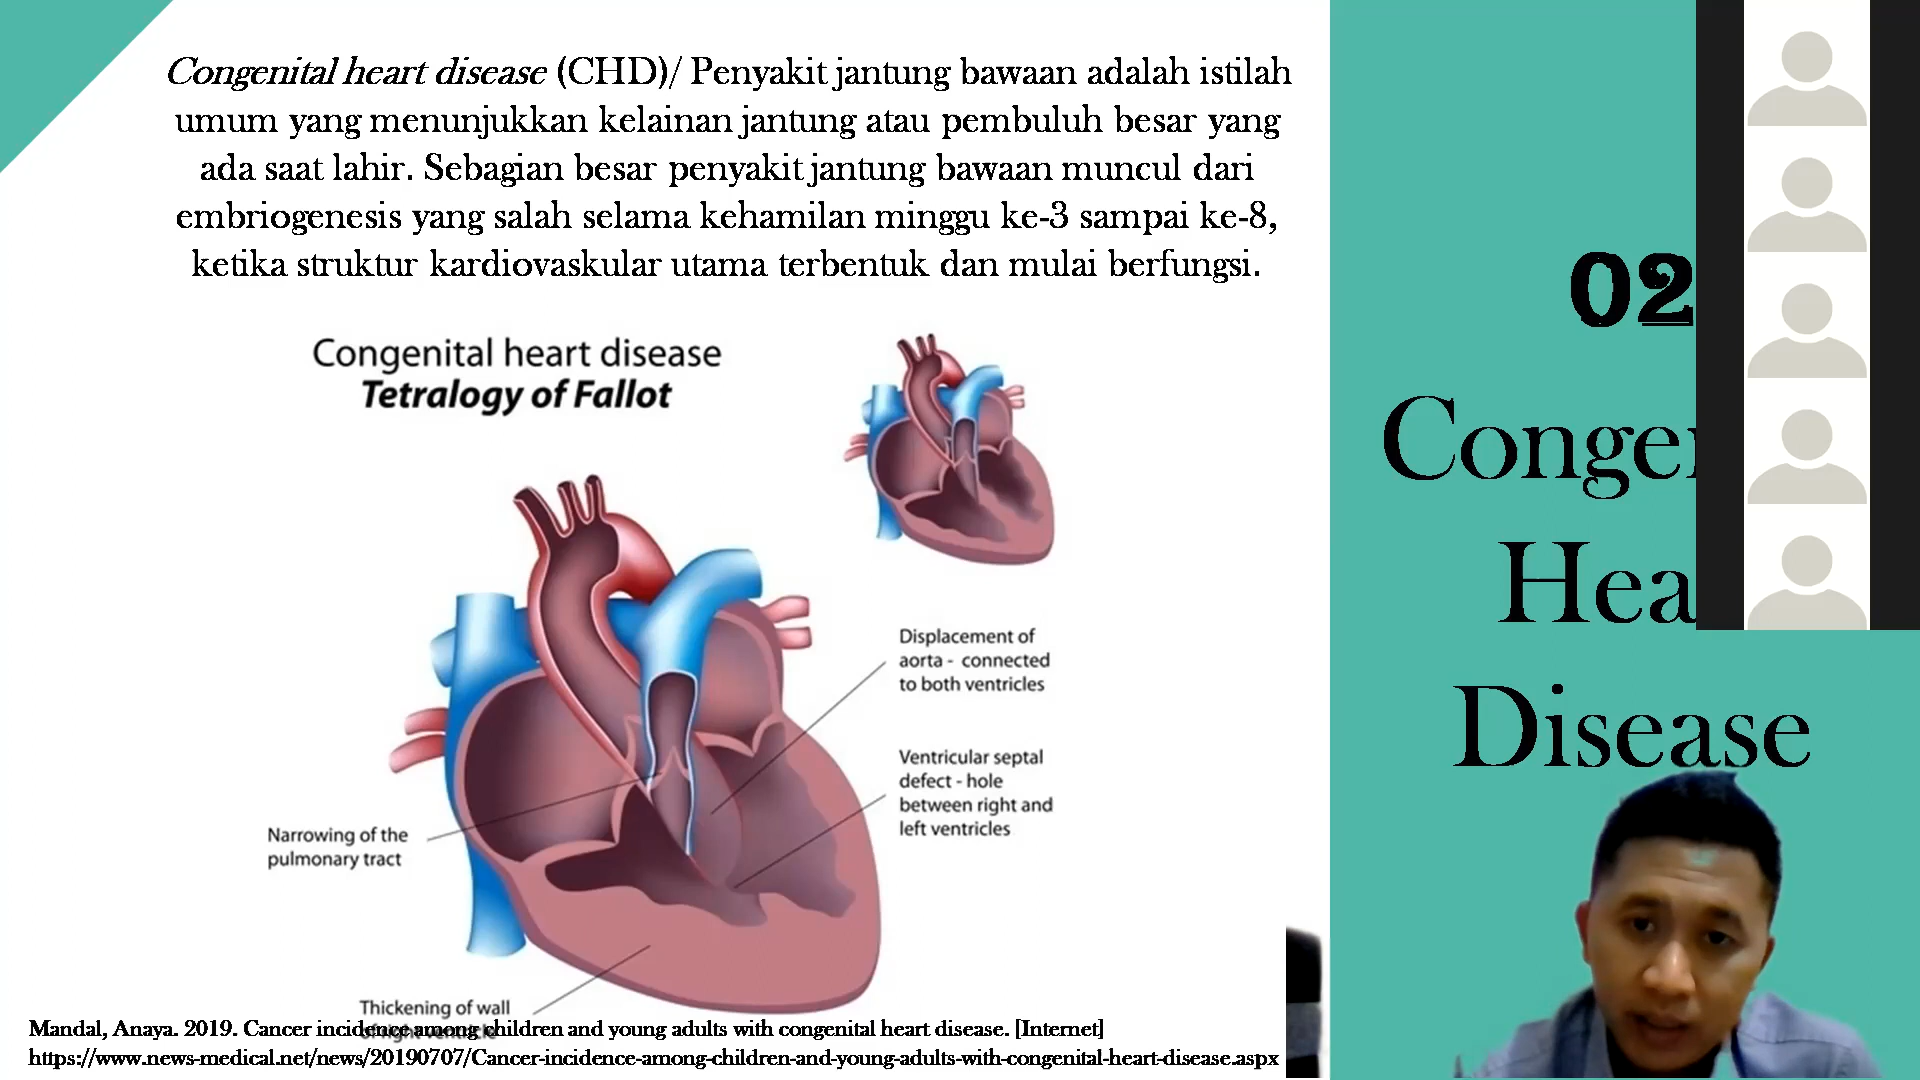 Congenital heart disease (CHD)/ Penyakit jantung bawaan adalah istilah
umum yang menunjukkan kelainan jantung atau pembuluh besar yang
ada saat lahir. Sebagian besar penyakit jantung bawaan muncul dari
embriogenesis yang salah selama kehamilan minggu ke-3 sampai ke-8,
ketika struktur kardiovaskular utama terbentuk dan mulai berfungsi.
Congenital heart disease
Tetralogy of Fallot
Displacement of
aorta - connected
to both ventricles
Ventricular septal
defect - hole
between right and
left ventricles
Narrowing of the
pulmonary tract
Thickening of wall
of right ventricle
Mandal, Anaya. 2019. Cancer incidence among children and young adults with congenital heart disease. [Internet]
https://www.news-medical.net/news/20190707/Cancer-incidence-among-children-and-young-adults-with-congenital-heart-disease.aspx
02
Conge
Hea
Disease